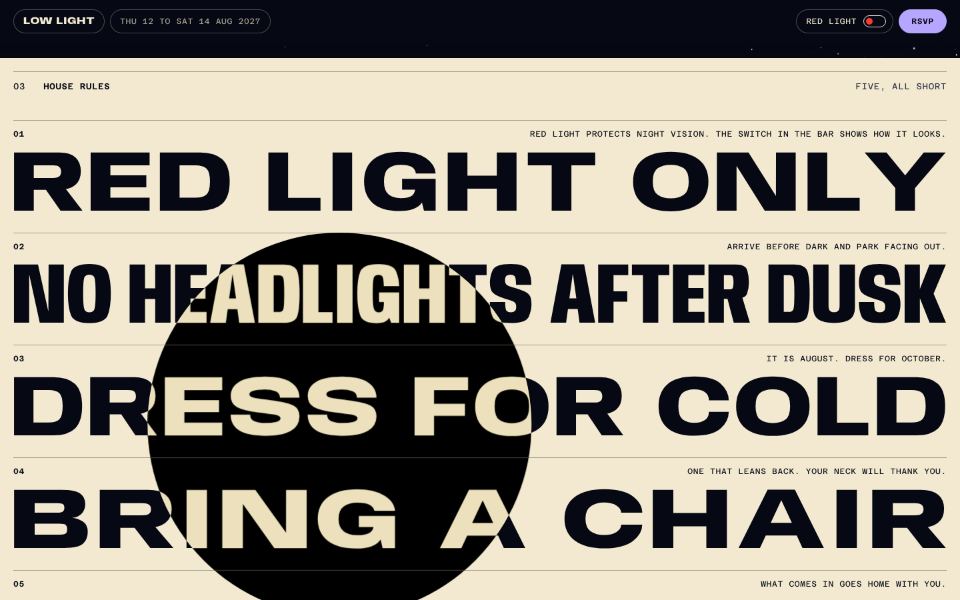 LOW LIGHT
THU 12 TO SAT 14 AUG 2027
RED LIGHT
RSVP
03 HOUSE RULES
FIVE, ALL SHORT
01
RED LIGHT PROTECTS NIGHT VISION. THE SWITCH IN THE BAR SHOWS HOW IT LOOKS.
RED LIGHT ONLY
02
ARRIVE BEFORE DARK AND PARK FACING OUT.
NO HEADLIGHTS AFTER DUSK
03
IT IS AUGUST. DRESS FOR OCTOBER.
DRESS FOR COLD
04
ONE THAT LEANS BACK. YOUR NECK WILL THANK YOU.
BRING A CHAIR
05
WHAT COMES IN GOES HOME WITH YOU.